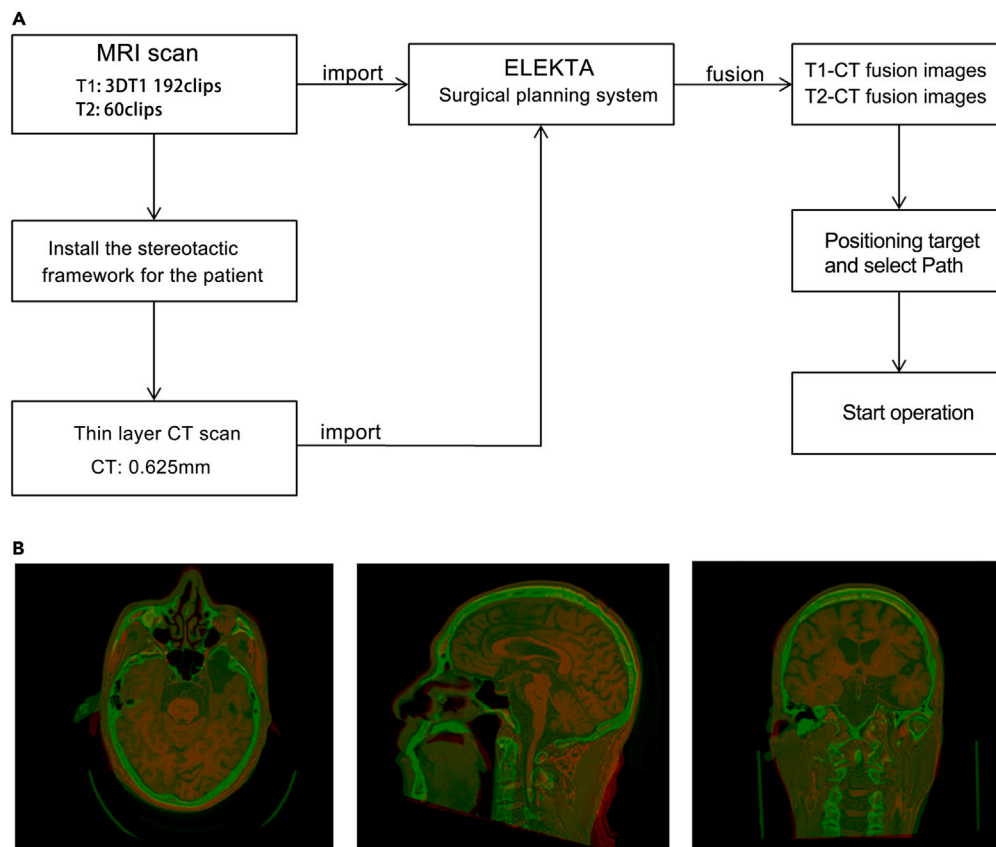 A
MRI scan
T1: 3DT1 192clips
T2: 60clips
import
ELEKTA
Surgical planning system
fusion
T1-CT fusion images
T2-CT fusion images
Install the stereotactic
framework for the patient
Positioning target
and select Path
Thin layer CT scan
CT: 0.625mm
import
Start operation
B